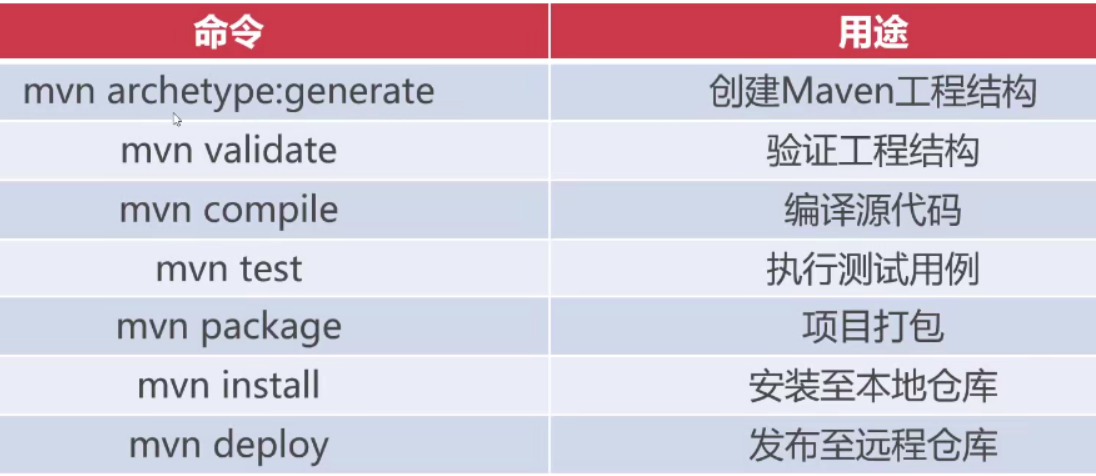 命令 用途
mvn archetype:generate 创建Maven工程结构
mvn validate 验证工程结构
mvn compile 编译源代码
mvn test 执行测试用例
mvn package 项目打包
mvn install 安装至本地仓库
mvn deploy 发布至远程仓库